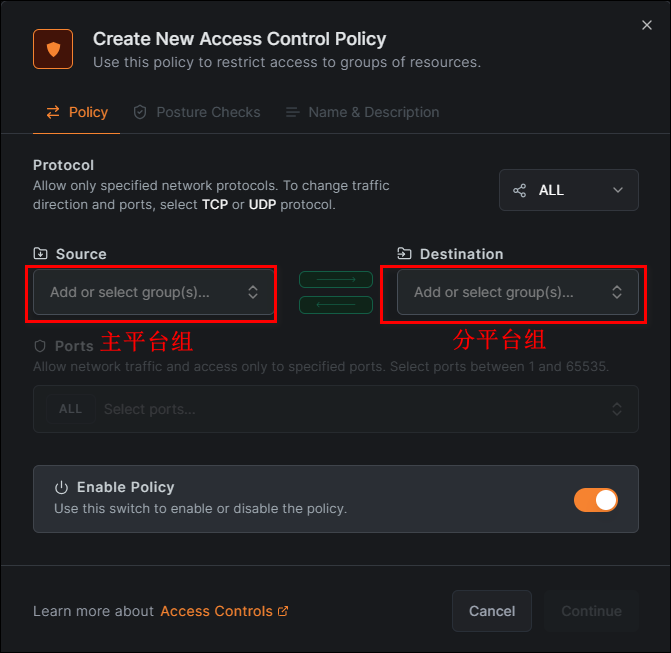 Create New Access Control Policy
Use this policy to restrict access to groups of resources.
Policy
Posture Checks
Name & Description
Protocol
Allow only specified network protocols. To change traffic
direction and ports, select TCP or UDP protocol.
ALL
Source
Destination
Add or select group(s)...
Add or select group(s)...
主平台组
分平台组
Ports
Allow network traffic and access only to specified ports. Select ports between 1 and 65535.
ALL
Select ports...
Enable Policy
Use this switch to enable or disable the policy.
Learn more about Access Controls
Cancel
Continue